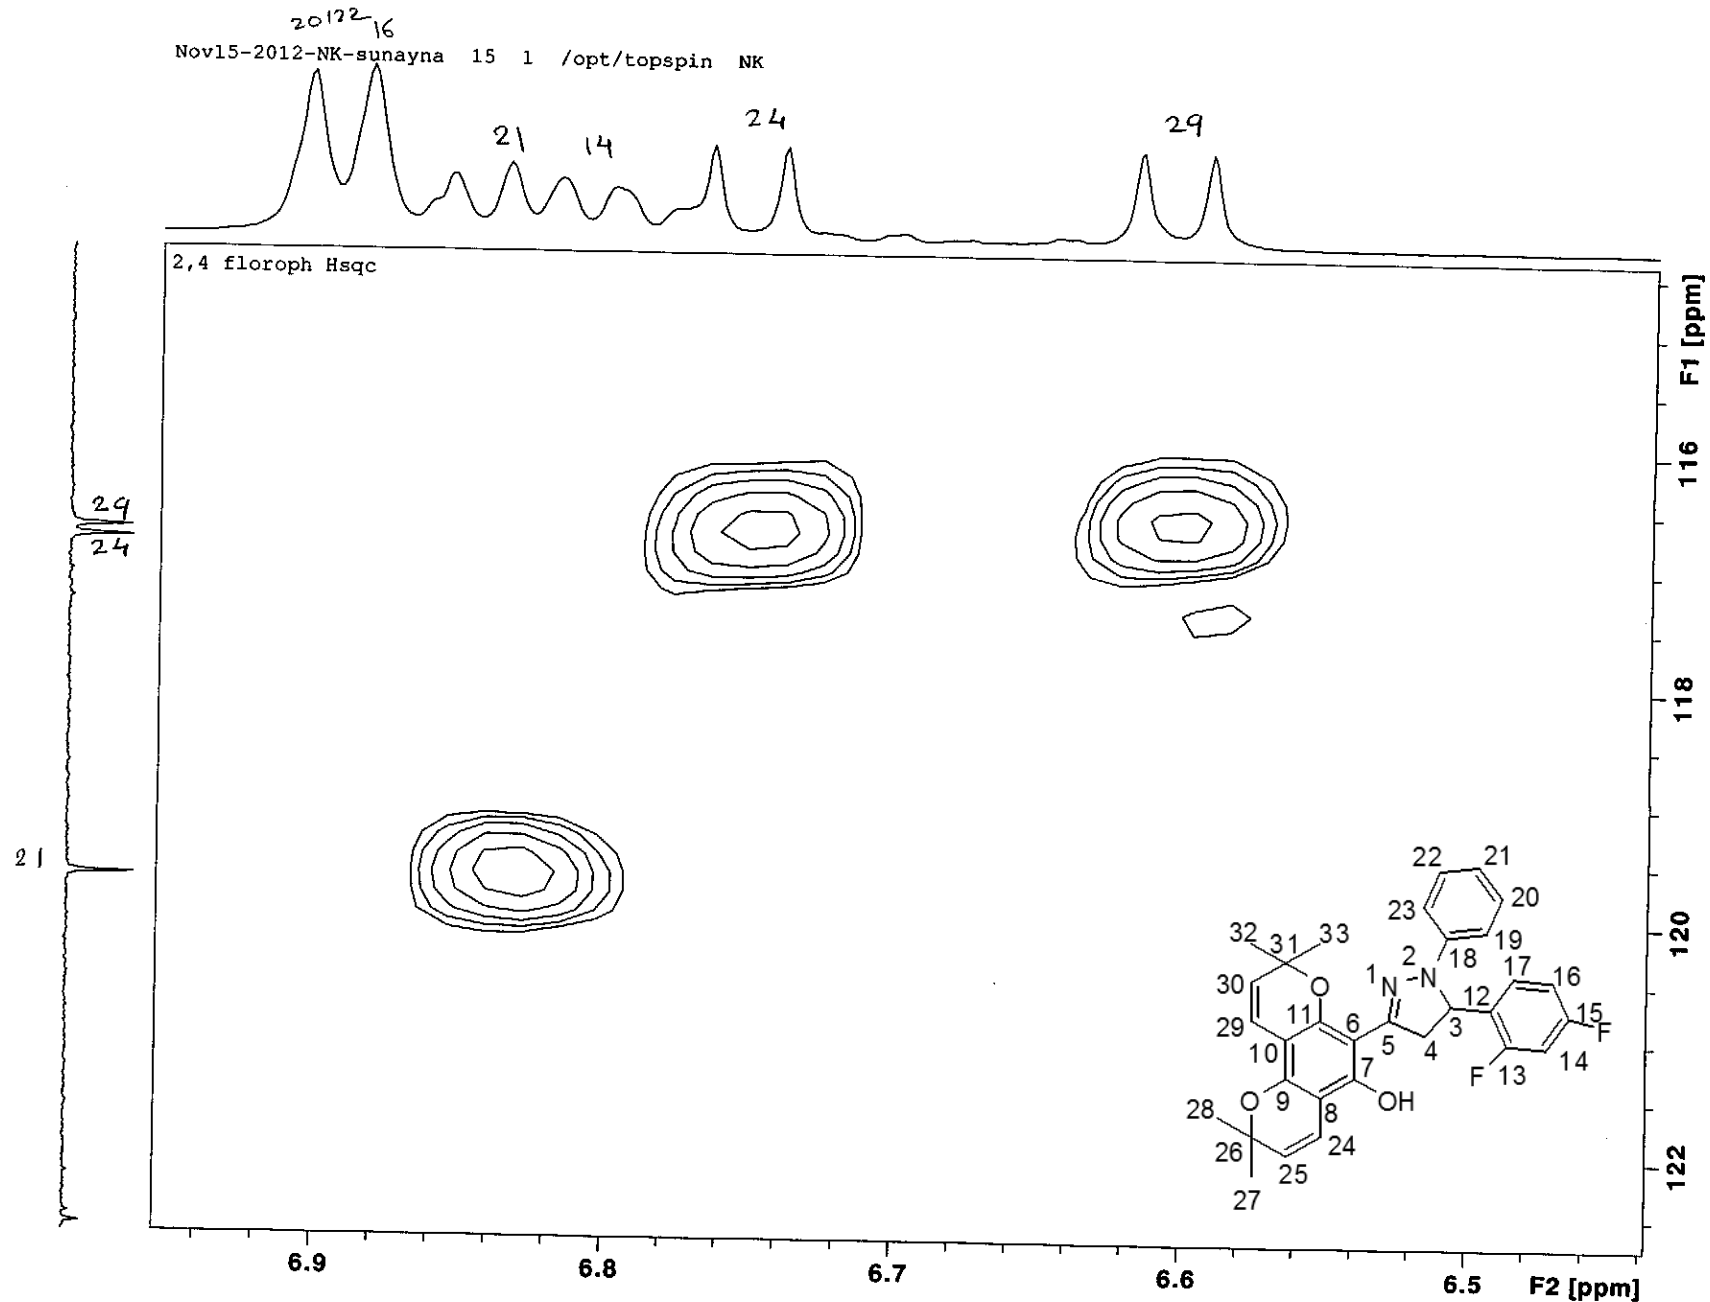 20122 16
Nov15-2012-NK-sunayna 15 1 /opt/topspin NK
21 14 24 29
2,4 floroph Hsqc
F1 [ppm]
116
118
120
122
29
24
21
6.9 6.8 6.7 6.6 6.5 F2 [ppm]
22 21
23 20
32 31 33 2 19
18 17
30 O 1 N N 16
11 6 12 15
29 5 4 3 F
10 7 14
O 9 8 OH F 13
28
26 24
25
27